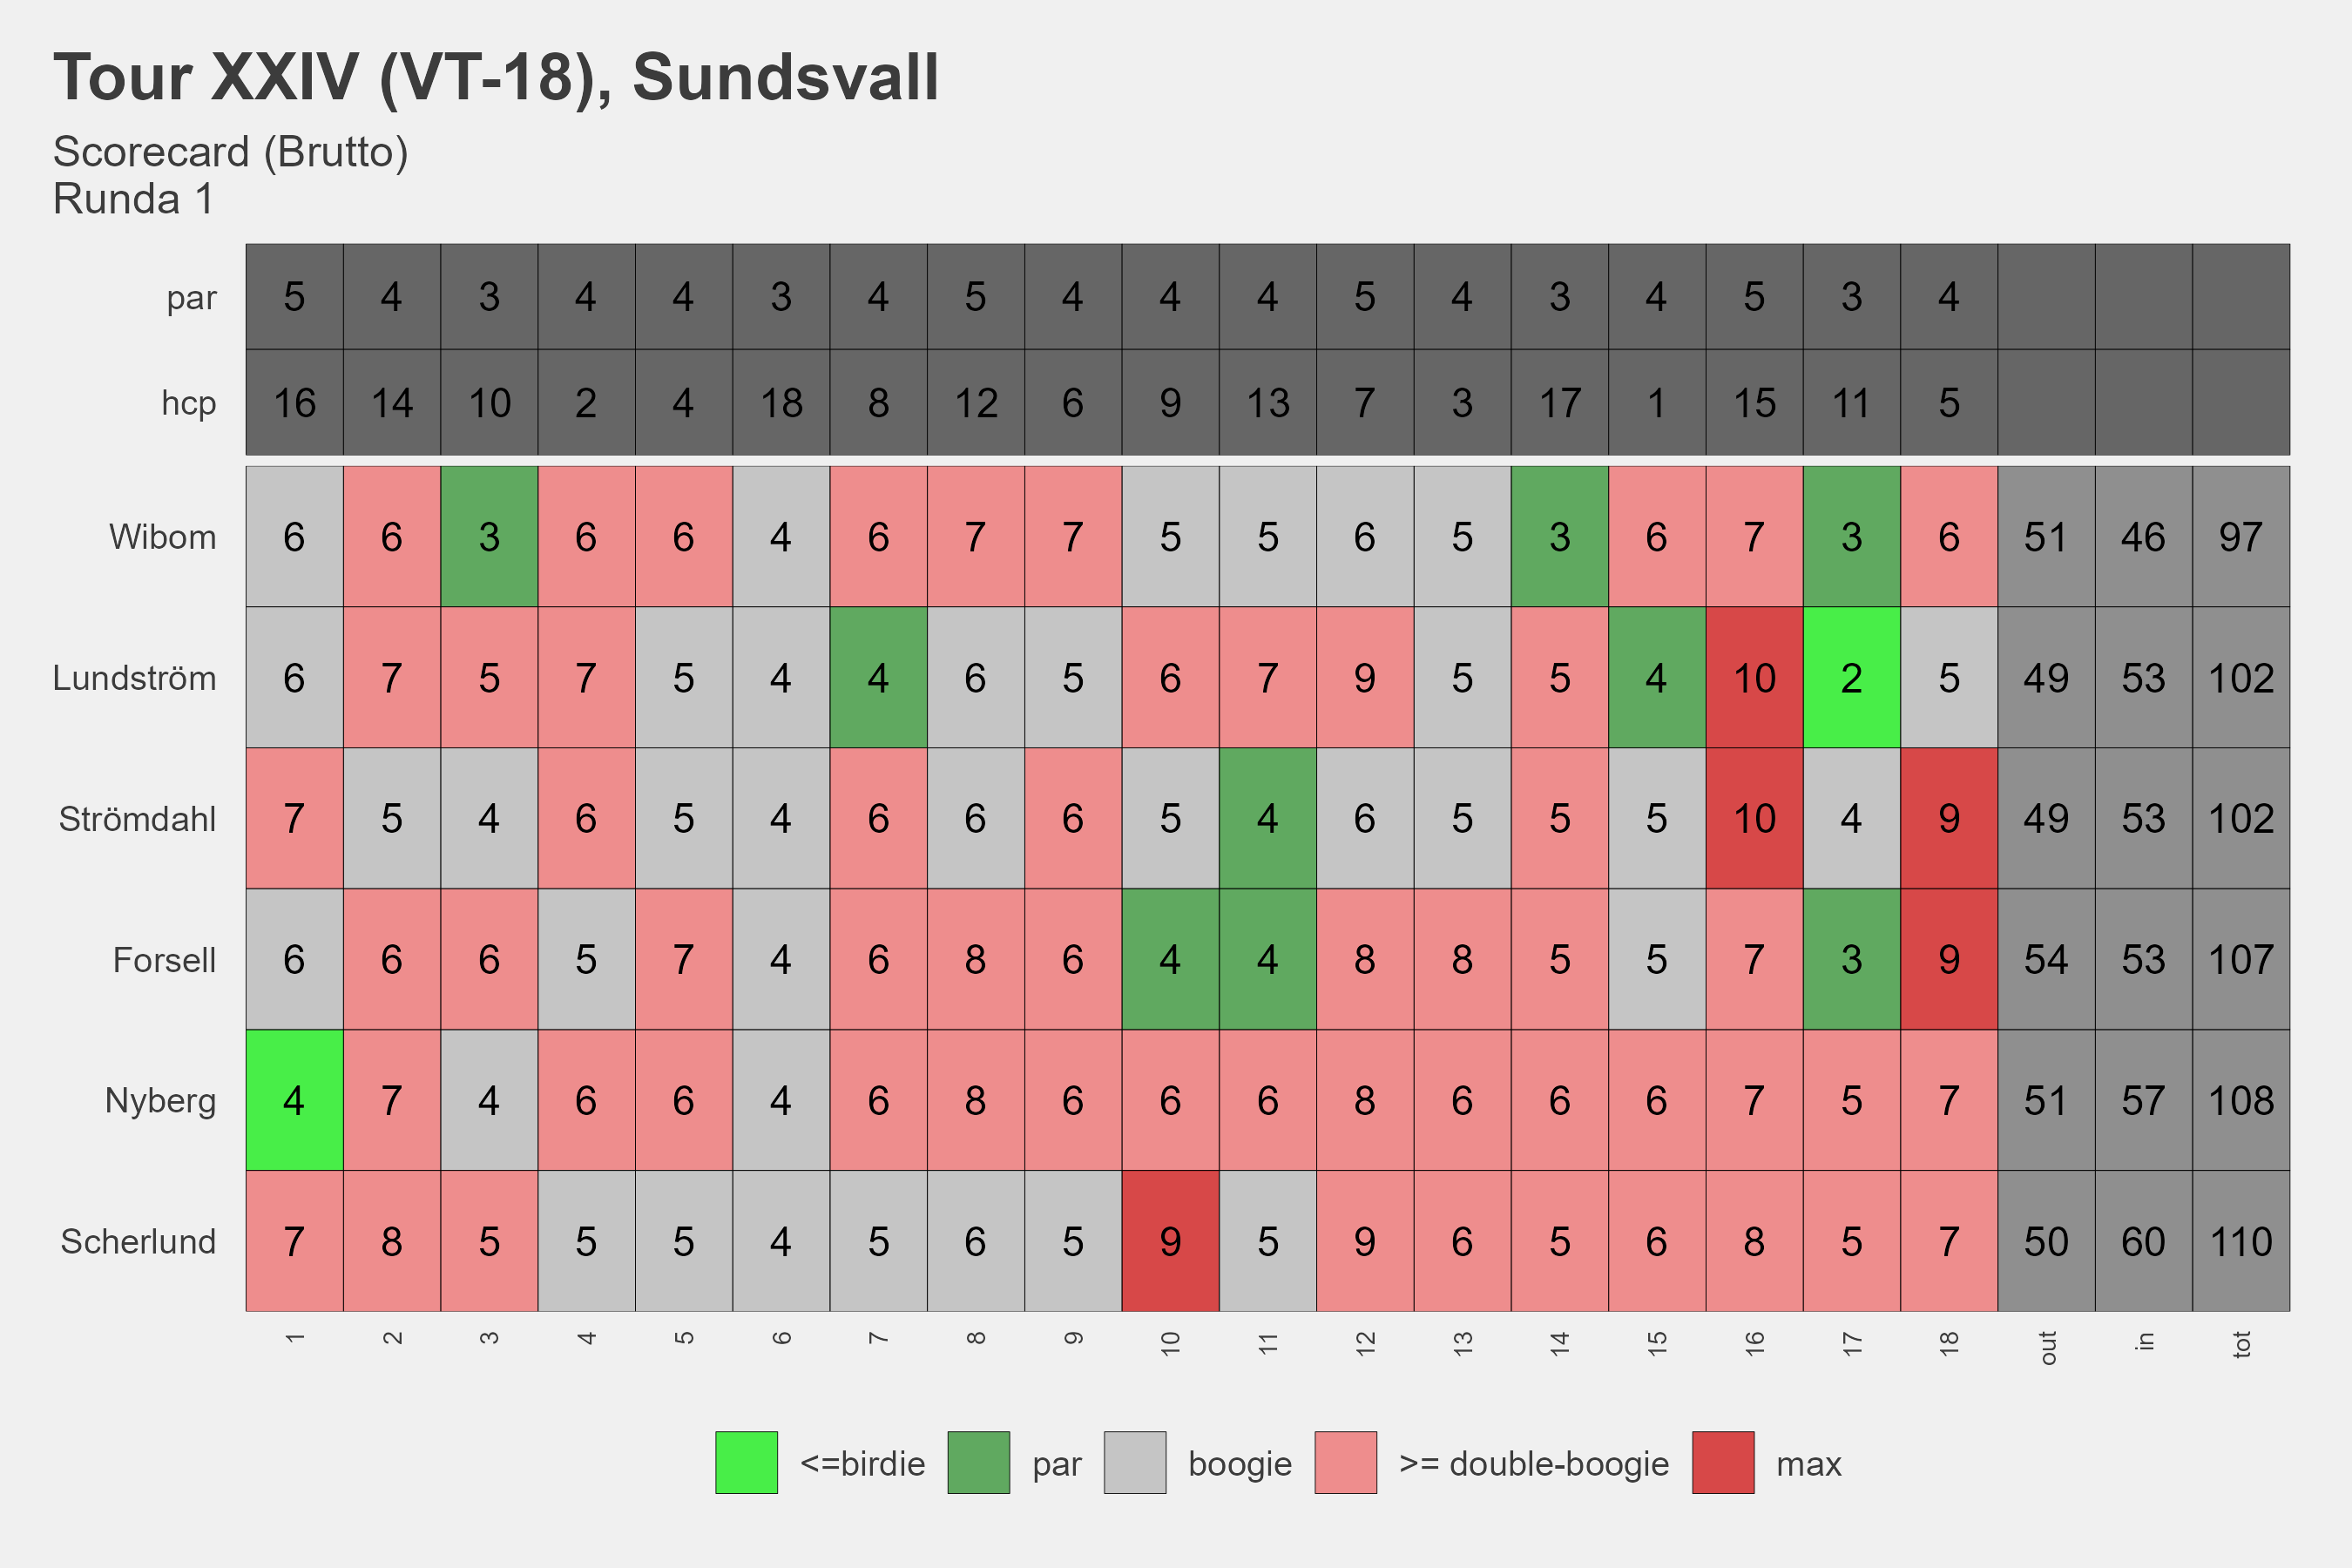 Tour XXIV (VT-18), Sundsvall
Scorecard (Brutto)
Runda 1
par 5 4 3 4 4 3 4 5 4 4 4 5 4 3 4 5 3 4
hcp 16 14 10 2 4 18 8 12 6 9 13 7 3 17 1 15 11 5
Wibom 6 6 3 6 6 4 6 7 7 5 5 6 5 3 6 7 3 6 51 46 97
Lundström 6 7 5 7 5 4 4 6 5 6 7 9 5 5 4 10 2 5 49 53 102
Strömdahl 7 5 4 6 5 4 6 6 6 5 4 6 5 5 5 10 4 9 49 53 102
Forsell 6 6 6 5 7 4 6 8 6 4 4 8 8 5 5 7 3 9 54 53 107
Nyberg 4 7 4 6 6 4 6 8 6 6 6 8 6 6 6 7 5 7 51 57 108
Scherlund 7 8 5 5 5 4 5 6 5 9 5 9 6 5 6 8 5 7 50 60 110
1 2 3 4 5 6 7 8 9 10 11 12 13 14 15 16 17 18 out in tot
<=birdie par boogie >= double-boogie max